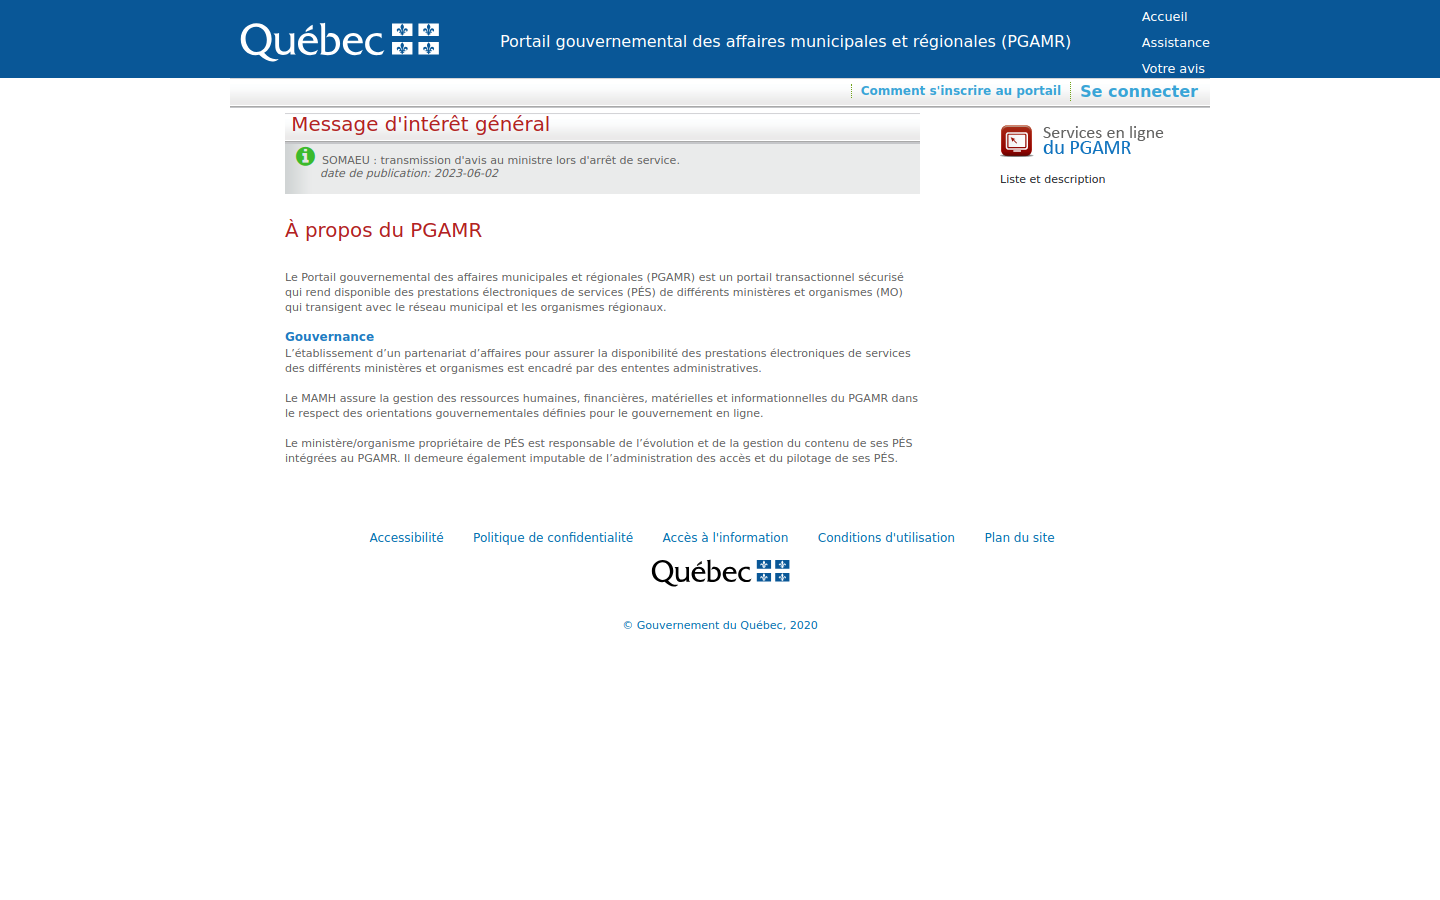 Québec
Portail gouvernemental des affaires municipales et régionales (PGAMR)
Accueil
Assistance
Votre avis
Comment s'inscrire au portail
Se connecter
Message d'intérêt général
SOMAEU : transmission d'avis au ministre lors d'arrêt de service.
date de publication: 2023-06-02
Services en ligne
du PGAMR
Liste et description
À propos du PGAMR
Le Portail gouvernemental des affaires municipales et régionales (PGAMR) est un portail transactionnel sécurisé
qui rend disponible des prestations électroniques de services (PÉS) de différents ministères et organismes (MO)
qui transigent avec le réseau municipal et les organismes régionaux.
Gouvernance
L’établissement d’un partenariat d’affaires pour assurer la disponibilité des prestations électroniques de services
des différents ministères et organismes est encadré par des ententes administratives.
Le MAMH assure la gestion des ressources humaines, financières, matérielles et informationnelles du PGAMR dans
le respect des orientations gouvernementales définies pour le gouvernement en ligne.
Le ministère/organisme propriétaire de PÉS est responsable de l’évolution et de la gestion du contenu de ses PÉS
intégrées au PGAMR. Il demeure également imputable de l’administration des accès et du pilotage de ses PÉS.
Accessibilité
Politique de confidentialité
Accès à l'information
Conditions d'utilisation
Plan du site
Québec
© Gouvernement du Québec, 2020